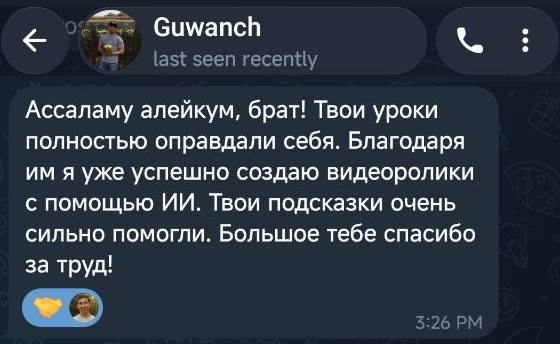 Guwanch
last seen recently
Ассаламу алейкум, брат! Твои уроки
полностью оправдали себя. Благодаря
им я уже успешно создаю видеоролики
с помощью ИИ. Твои подсказки очень
сильно помогли. Большое тебе спасибо
за труд!
3:26 PM